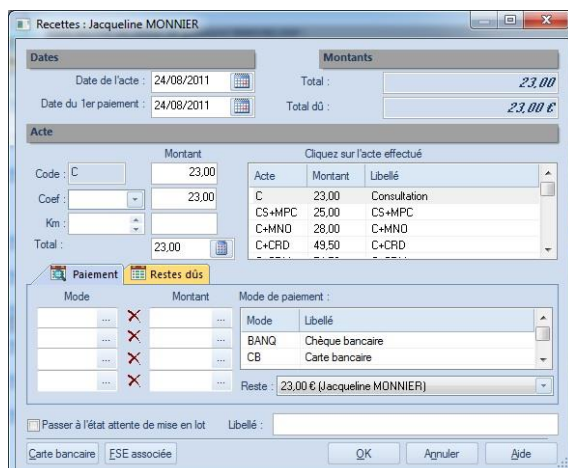 Recettes : Jacqueline MONNIER
Dates
Montants
Date de l'acte : 24/08/2011
Total : 23,00
Date du 1er paiement : 24/08/2011
Total dû : 23,00 €
Acte
Montant
Cliquez sur l'acte effectué
Code : C 23,00
Acte Montant Libellé
Coef : 23,00
C 23,00 Consultation
CS+MPC 25,00 CS+MPC
Km :
C+MNO 28,00 C+MNO
Total : 23,00
C+CRD 49,50 C+CRD
Paiement Restes dûs
Mode Montant Mode de paiement :
... ... Mode Libellé
... ... BANQ Chèque bancaire
... ... CB Carte bancaire
... ... Reste : 23,00 € (Jacqueline MONNIER)
Passer à l'état attente de mise en lot Libellé :
Carte bancaire FSE associée OK Annuler Aide